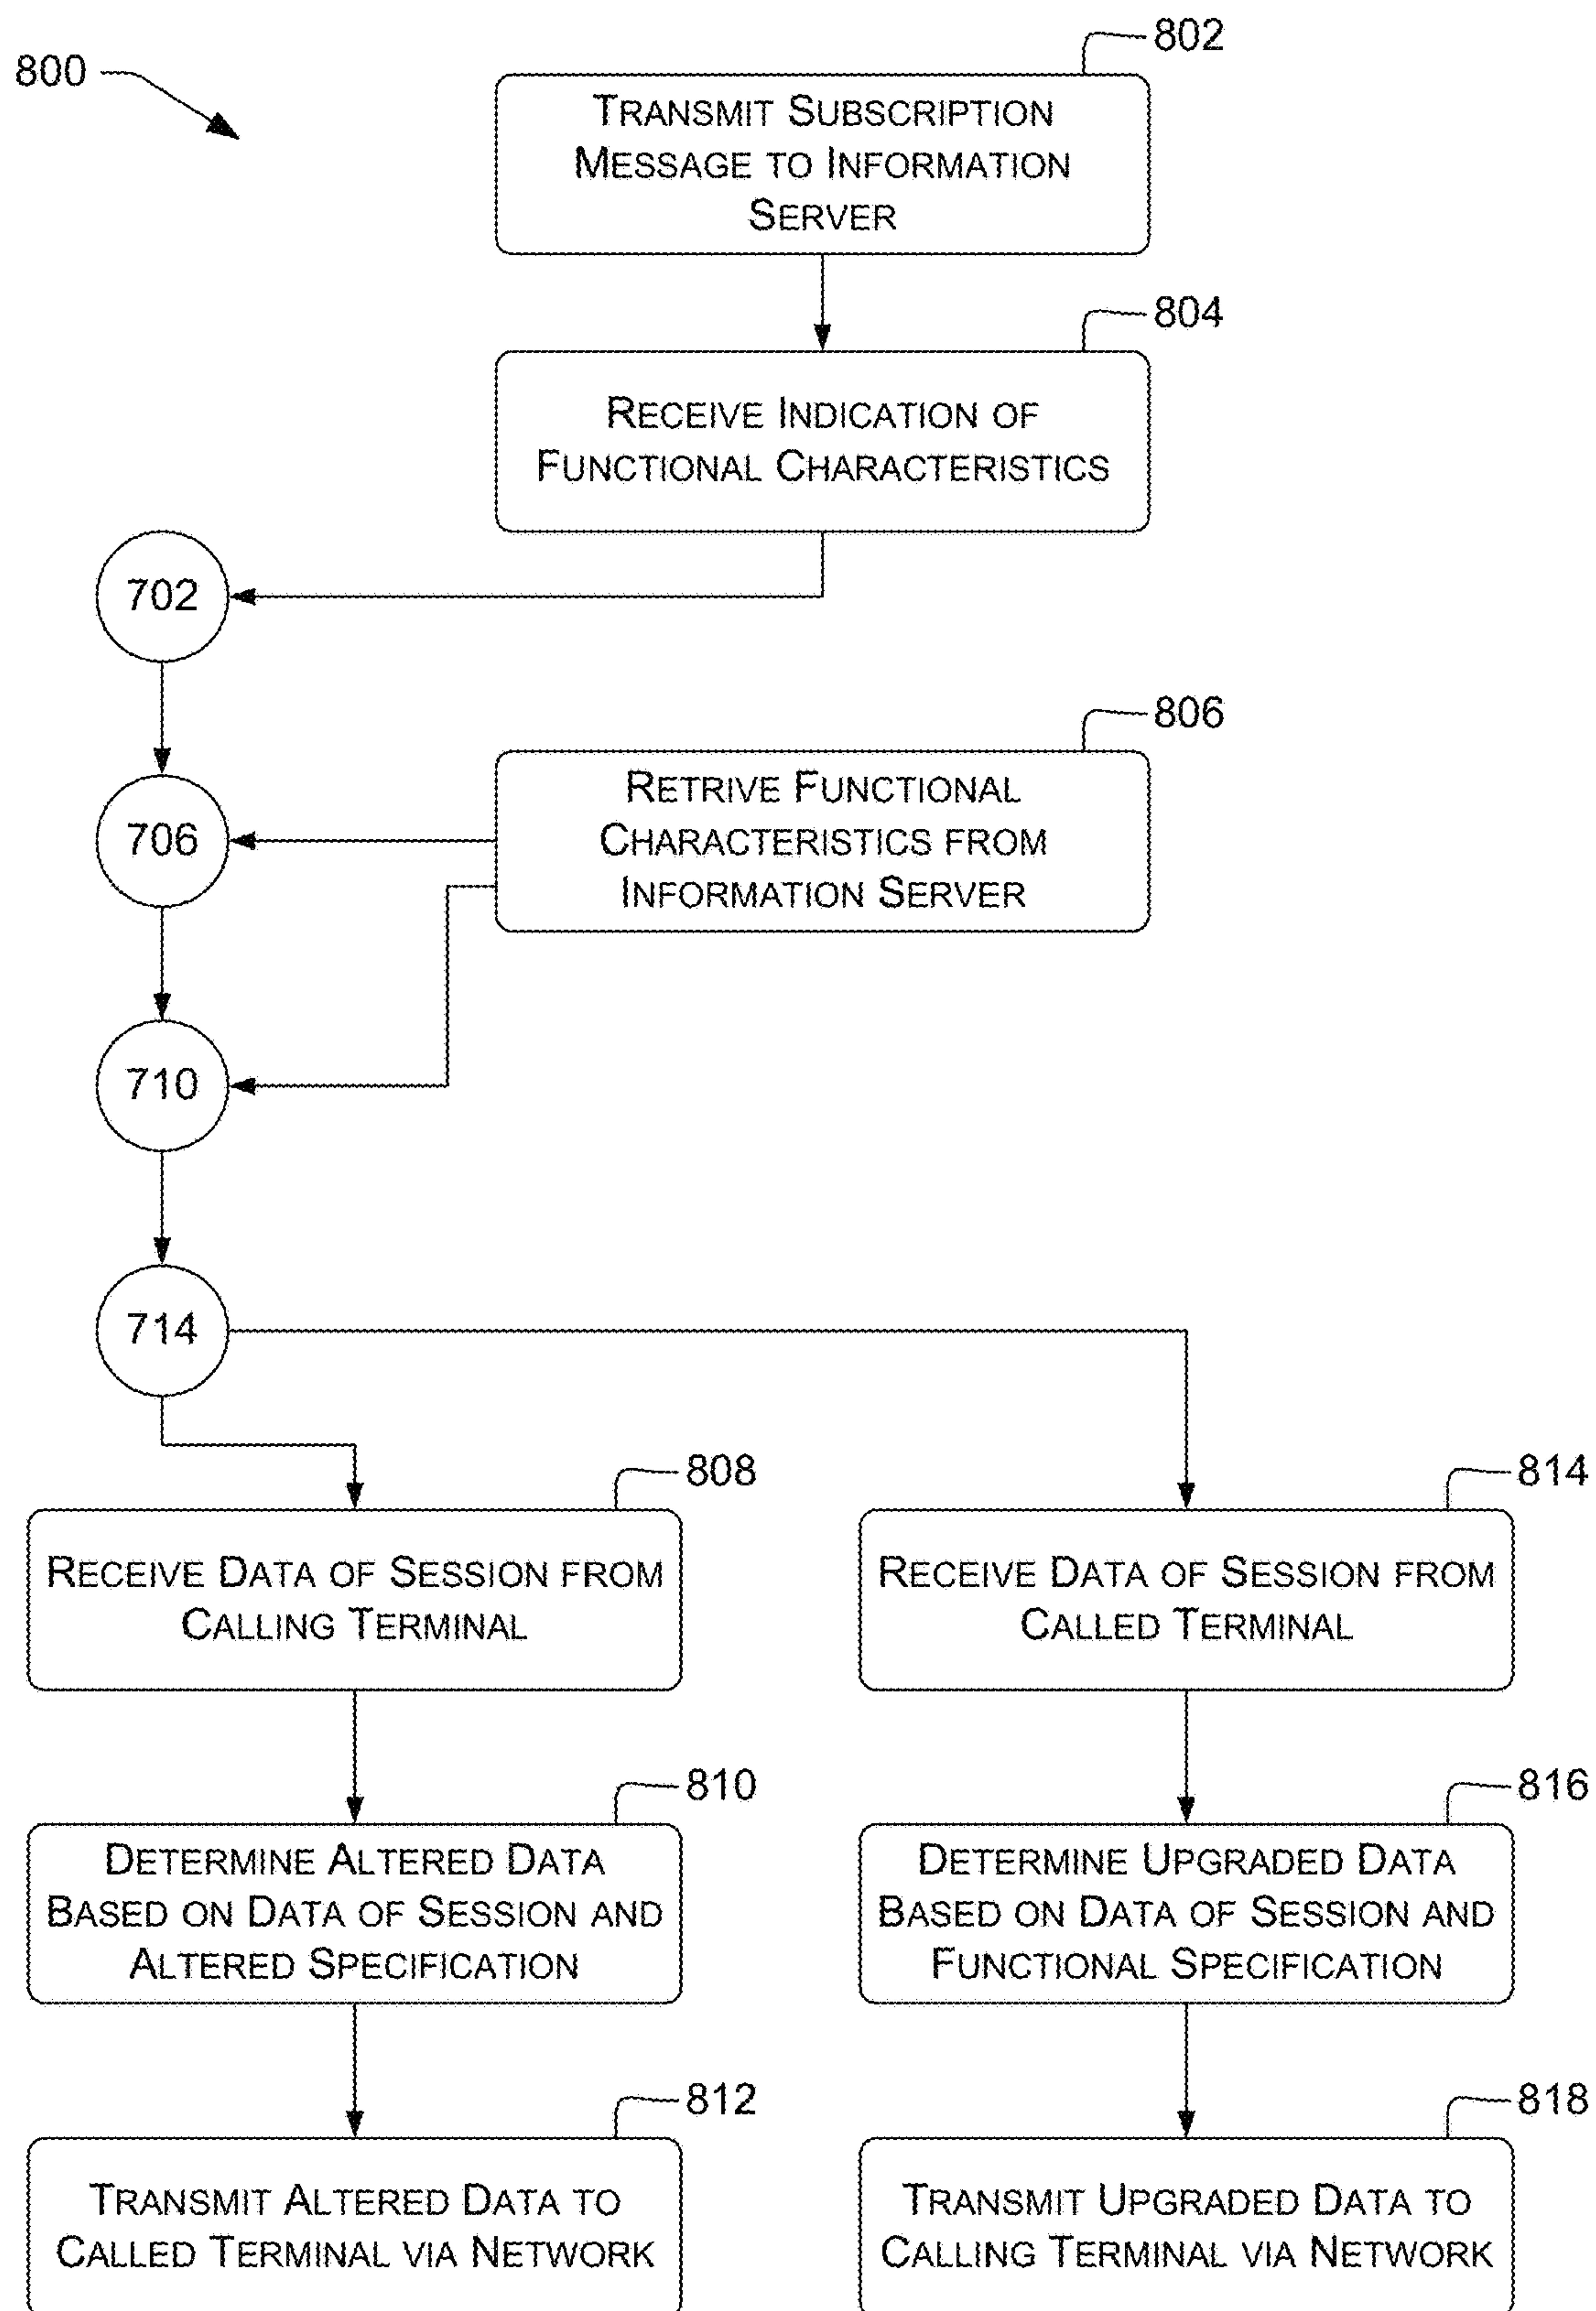 800
802
TRANSMIT SUBSCRIPTION
MESSAGE TO INFORMATION
SERVER
804
RECEIVE INDICATION OF
FUNCTIONAL CHARACTERISTICS
702
806
RETRIVE FUNCTIONAL
CHARACTERISTICS FROM
INFORMATION SERVER
706
710
714
808
RECEIVE DATA OF SESSION FROM
CALLING TERMINAL
810
DETERMINE ALTERED DATA
BASED ON DATA OF SESSION AND
ALTERED SPECIFICATION
812
TRANSMIT ALTERED DATA TO
CALLED TERMINAL VIA NETWORK
814
RECEIVE DATA OF SESSION FROM
CALLED TERMINAL
816
DETERMINE UPGRADED DATA
BASED ON DATA OF SESSION AND
FUNCTIONAL SPECIFICATION
818
TRANSMIT UPGRADED DATA TO
CALLING TERMINAL VIA NETWORK